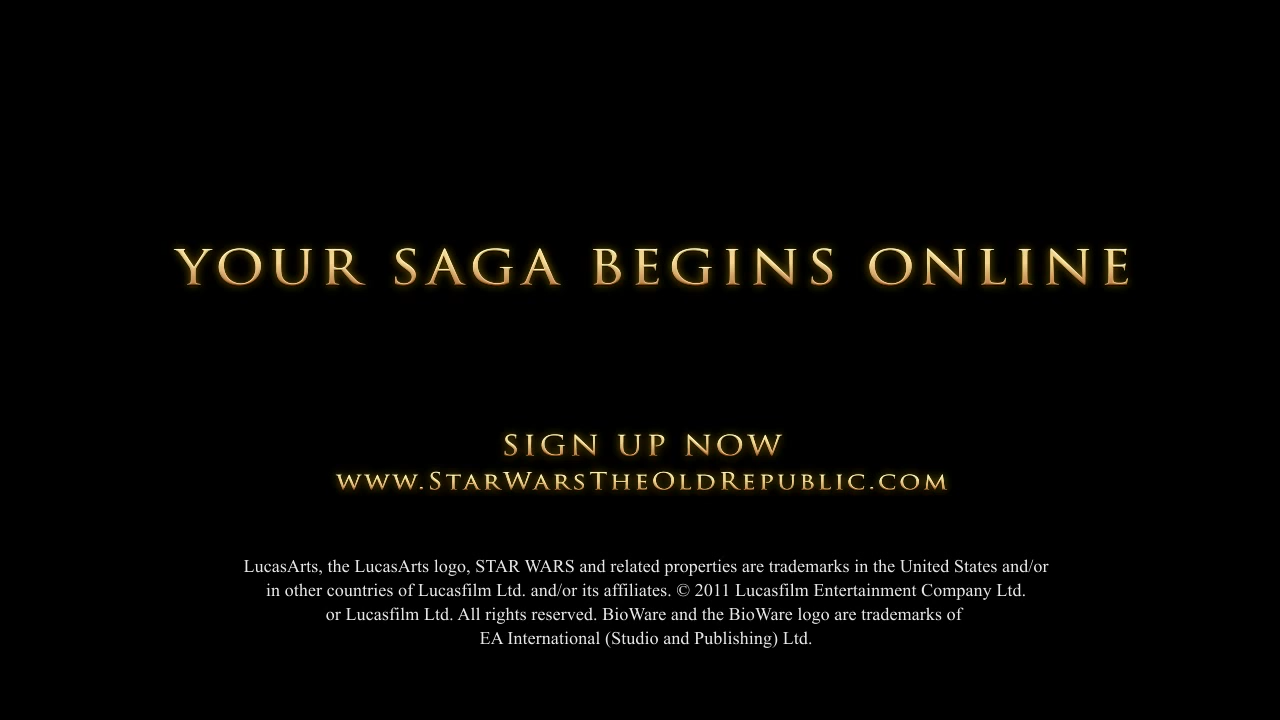 YOUR SAGA BEGINS ONLINE
SIGN UP NOW
www.StarWarsTheOldRepublic.com
LucasArts, the LucasArts logo, STAR WARS and related properties are trademarks in the United States and/or
in other countries of Lucasfilm Ltd. and/or its affiliates. © 2011 Lucasfilm Entertainment Company Ltd.
or Lucasfilm Ltd. All rights reserved. BioWare and the BioWare logo are trademarks of
EA International (Studio and Publishing) Ltd.